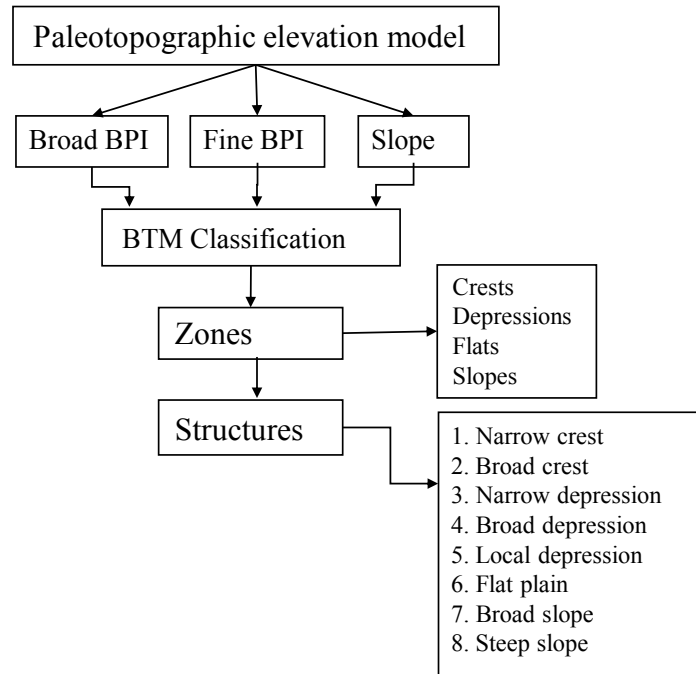 Paleotopographic elevation model
Broad BPI
Fine BPI
Slope
BTM Classification
Zones
Crests
Depressions
Flats
Slopes
Structures
1. Narrow crest
2. Broad crest
3. Narrow depression
4. Broad depression
5. Local depression
6. Flat plain
7. Broad slope
8. Steep slope